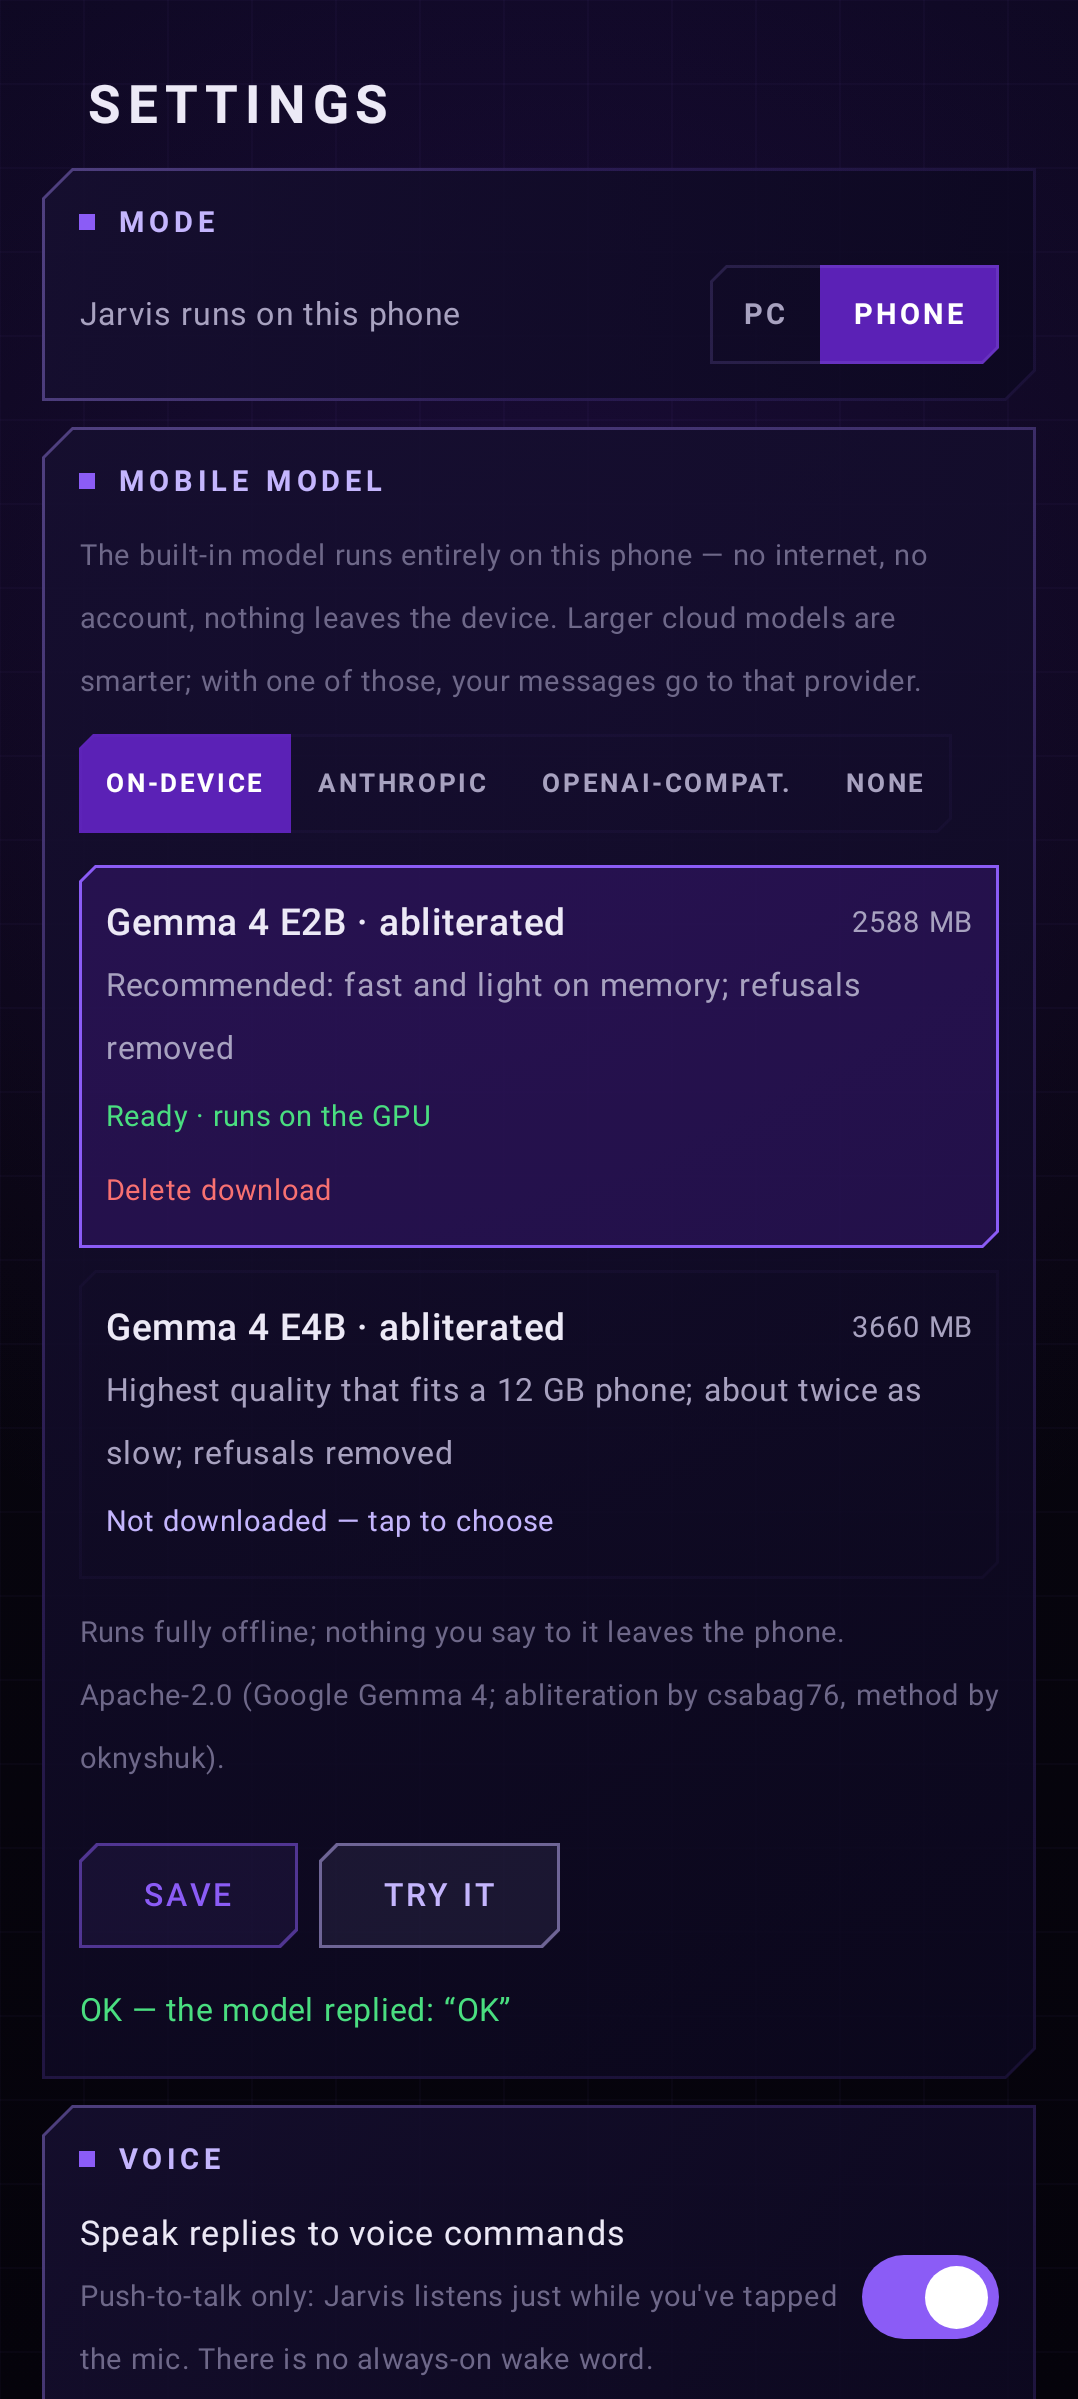 SETTINGS
MODE
Jarvis runs on this phone
PC
PHONE
MOBILE MODEL
The built-in model runs entirely on this phone — no internet, no
account, nothing leaves the device. Larger cloud models are
smarter; with one of those, your messages go to that provider.
ON-DEVICE
ANTHROPIC
OPENAI-COMPAT.
NONE
Gemma 4 E2B · abliterated
2588 MB
Recommended: fast and light on memory; refusals
removed
Ready · runs on the GPU
Delete download
Gemma 4 E4B · abliterated
3660 MB
Highest quality that fits a 12 GB phone; about twice as
slow; refusals removed
Not downloaded — tap to choose
Runs fully offline; nothing you say to it leaves the phone.
Apache-2.0 (Google Gemma 4; abliteration by csabag76, method by
oknyshuk).
SAVE
TRY IT
OK — the model replied: “OK”
VOICE
Speak replies to voice commands
Push-to-talk only: Jarvis listens just while you've tapped
the mic. There is no always-on wake word.